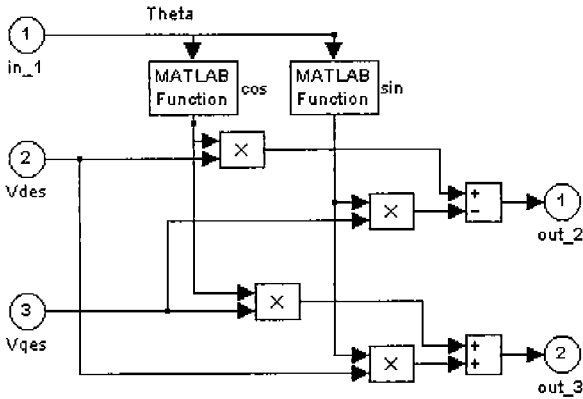 Theta
1
in_1
MATLAB
Function
cos
MATLAB
Function
sin
×
2
Vdes
+
−
1
out_2
×
3
Vqes
×
+
+
2
out_3
×